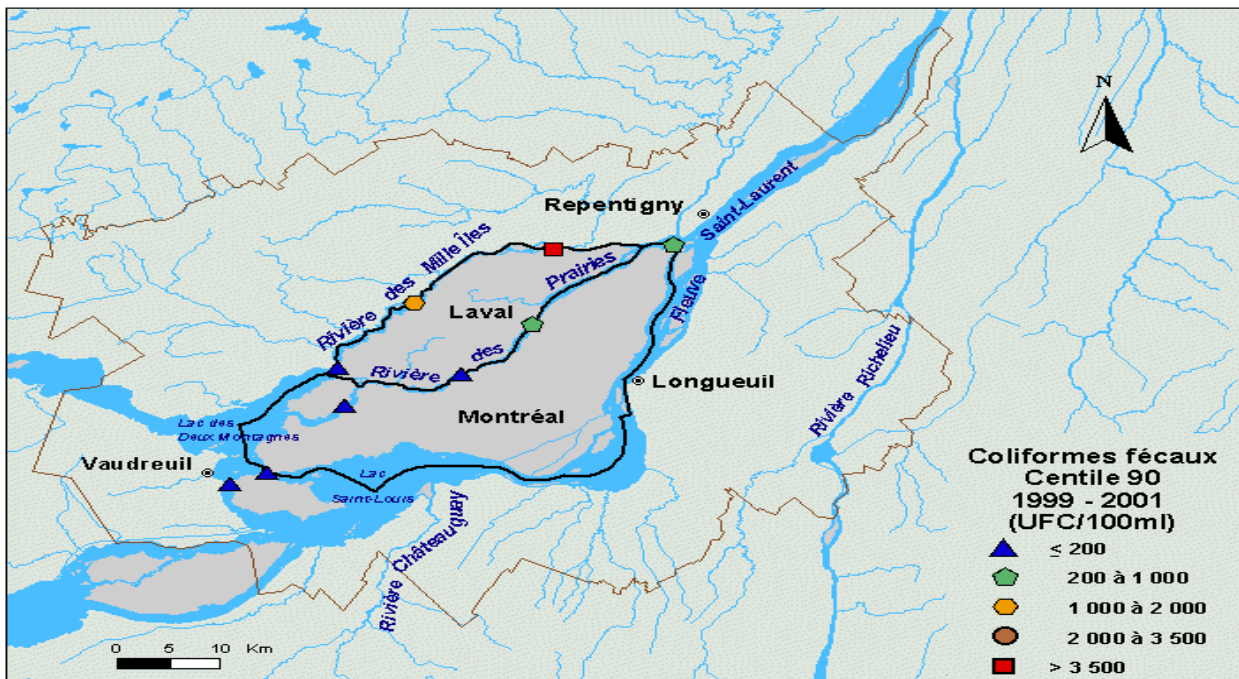 N
Repentigny
Saint-Laurent
Fleuve
Rivière des Mille Îles
Laval
Rivière des Prairies
Longueuil
Montréal
Rivière Richelieu
Lac des
Deux Montagnes
Vaudreuil
Lac
Saint-Louis
Rivière Châteauguay
0 5 10 Km
Coliformes fécaux
Centile 90
1999 - 2001
(UFC/100ml)
≤ 200
200 à 1 000
1 000 à 2 000
2 000 à 3 500
> 3 500